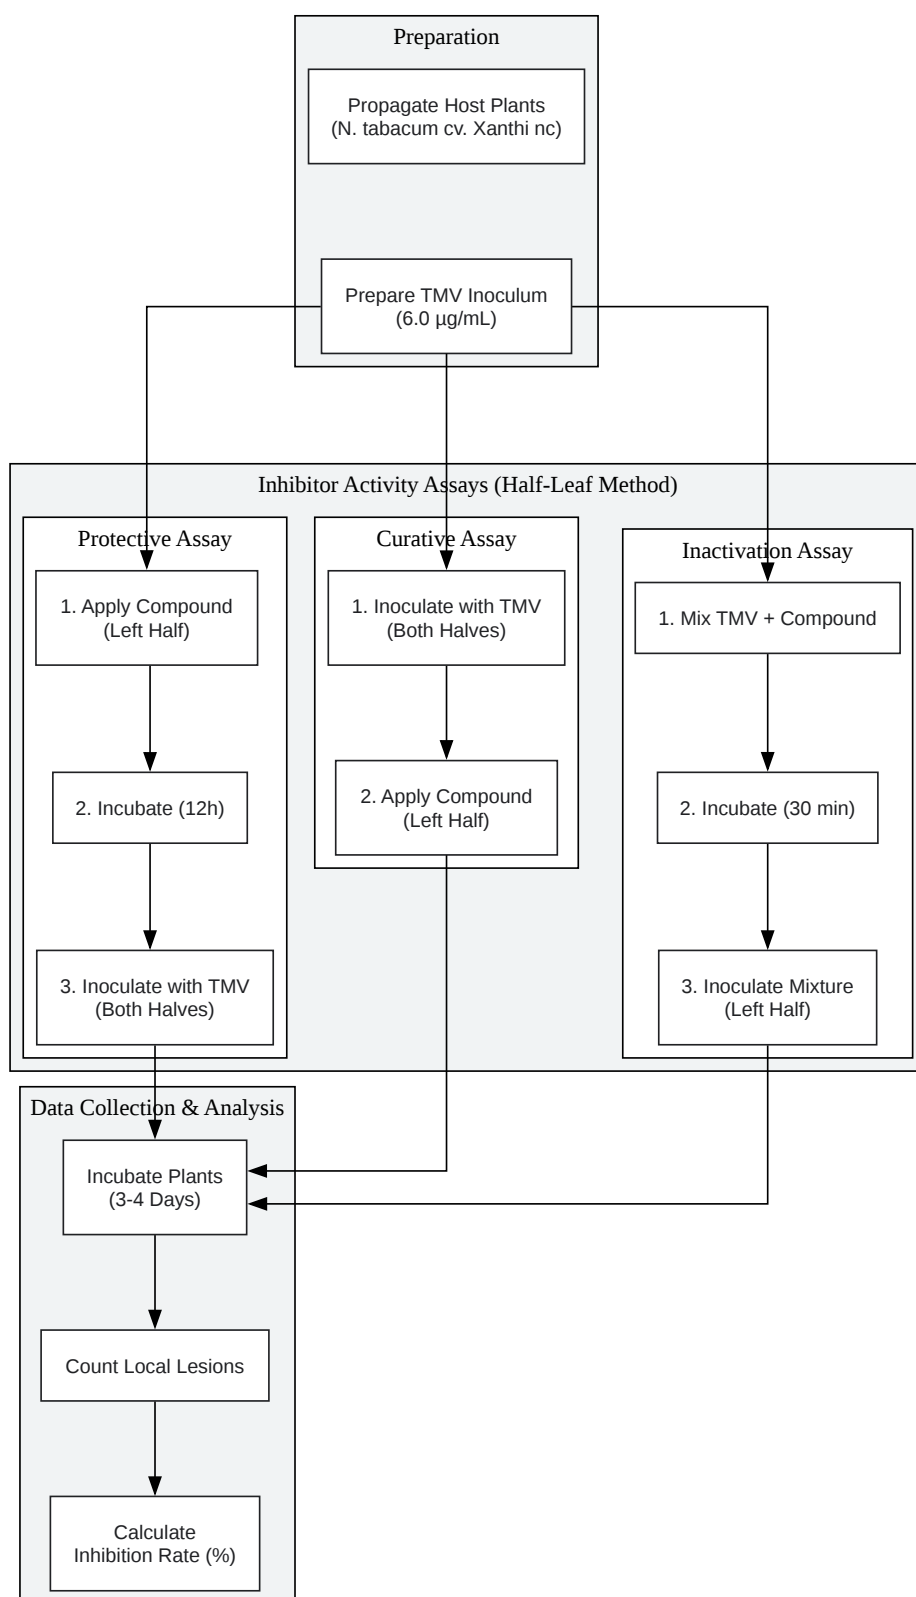 Preparation
Propagate Host Plants
(N. tabacum cv. Xanthi nc)
Prepare TMV Inoculum
(6.0 µg/mL)
Inhibitor Activity Assays (Half-Leaf Method)
Protective Assay
1. Apply Compound
(Left Half)
2. Incubate (12h)
3. Inoculate with TMV
(Both Halves)
Curative Assay
1. Inoculate with TMV
(Both Halves)
2. Apply Compound
(Left Half)
Inactivation Assay
1. Mix TMV + Compound
2. Incubate (30 min)
3. Inoculate Mixture
(Left Half)
Data Collection & Analysis
Incubate Plants
(3-4 Days)
Count Local Lesions
Calculate
Inhibition Rate (%)